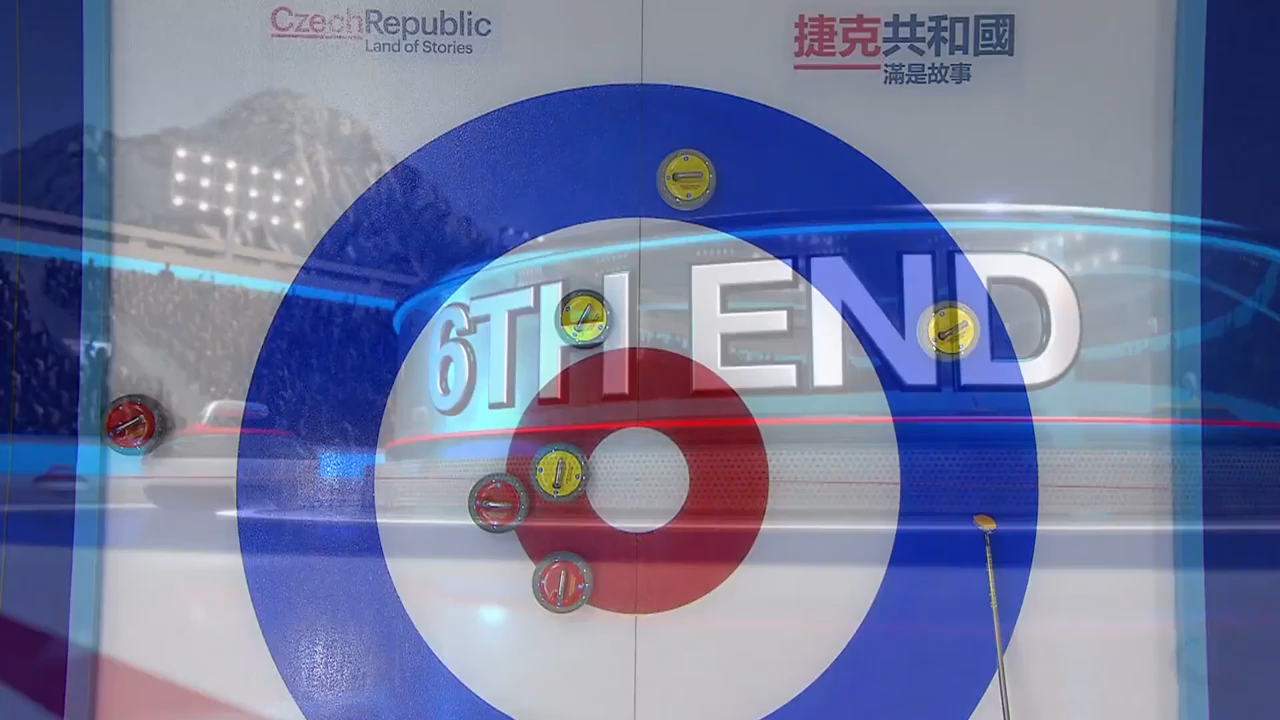 CzechRepublic
Land of Stories
捷克共和國
滿是故事
6TH END